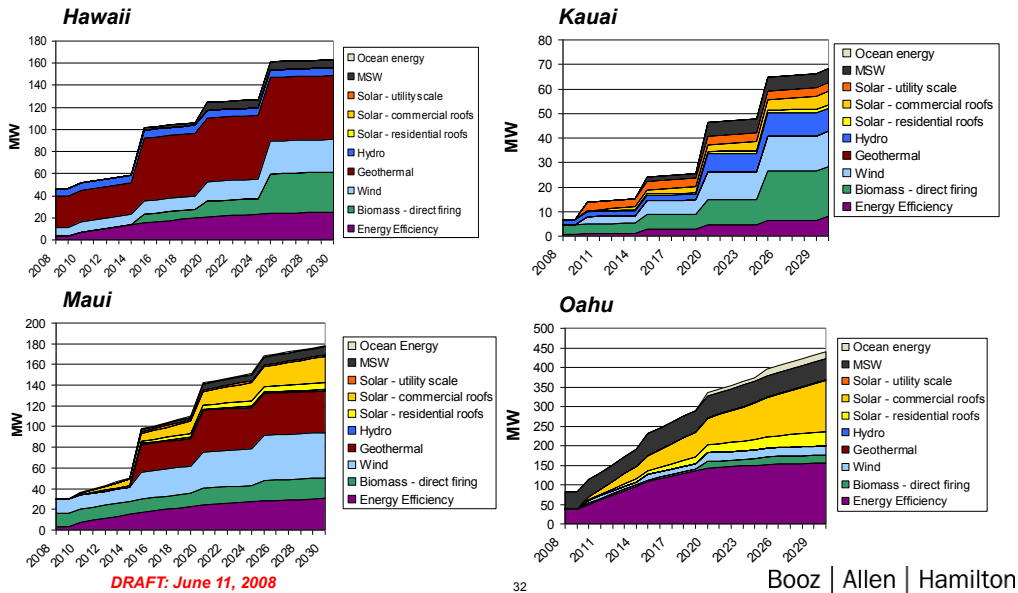 Hawaii
180
160
140
120
100
80
60
40
20
0
MW
2008
2010
2012
2014
2016
2018
2020
2022
2024
2026
2028
2030
Ocean energy
MSW
Solar - utility scale
Solar - commercial roofs
Solar - residential roofs
Hydro
Geothermal
Wind
Biomass - direct firing
Energy Efficiency
Kauai
80
70
60
50
40
30
20
10
0
MW
2008
2011
2014
2017
2020
2023
2026
2029
Ocean energy
MSW
Solar - utility scale
Solar - commercial roofs
Solar - residential roofs
Hydro
Geothermal
Wind
Biomass - direct firing
Energy Efficiency
Maui
200
180
160
140
120
100
80
60
40
20
0
MW
2008
2010
2012
2014
2016
2018
2020
2022
2024
2026
2028
2030
Ocean Energy
MSW
Solar - utility scale
Solar - commercial roofs
Solar - residential roofs
Hydro
Geothermal
Wind
Biomass - direct firing
Energy Efficiency
Oahu
500
450
400
350
300
250
200
150
100
50
0
MW
2008
2011
2014
2017
2020
2023
2026
2029
Ocean energy
MSW
Solar - utility scale
Solar - commercial roofs
Solar - residential roofs
Hydro
Geothermal
Wind
Biomass - direct firing
Energy Efficiency
DRAFT: June 11, 2008
32
Booz | Allen | Hamilton